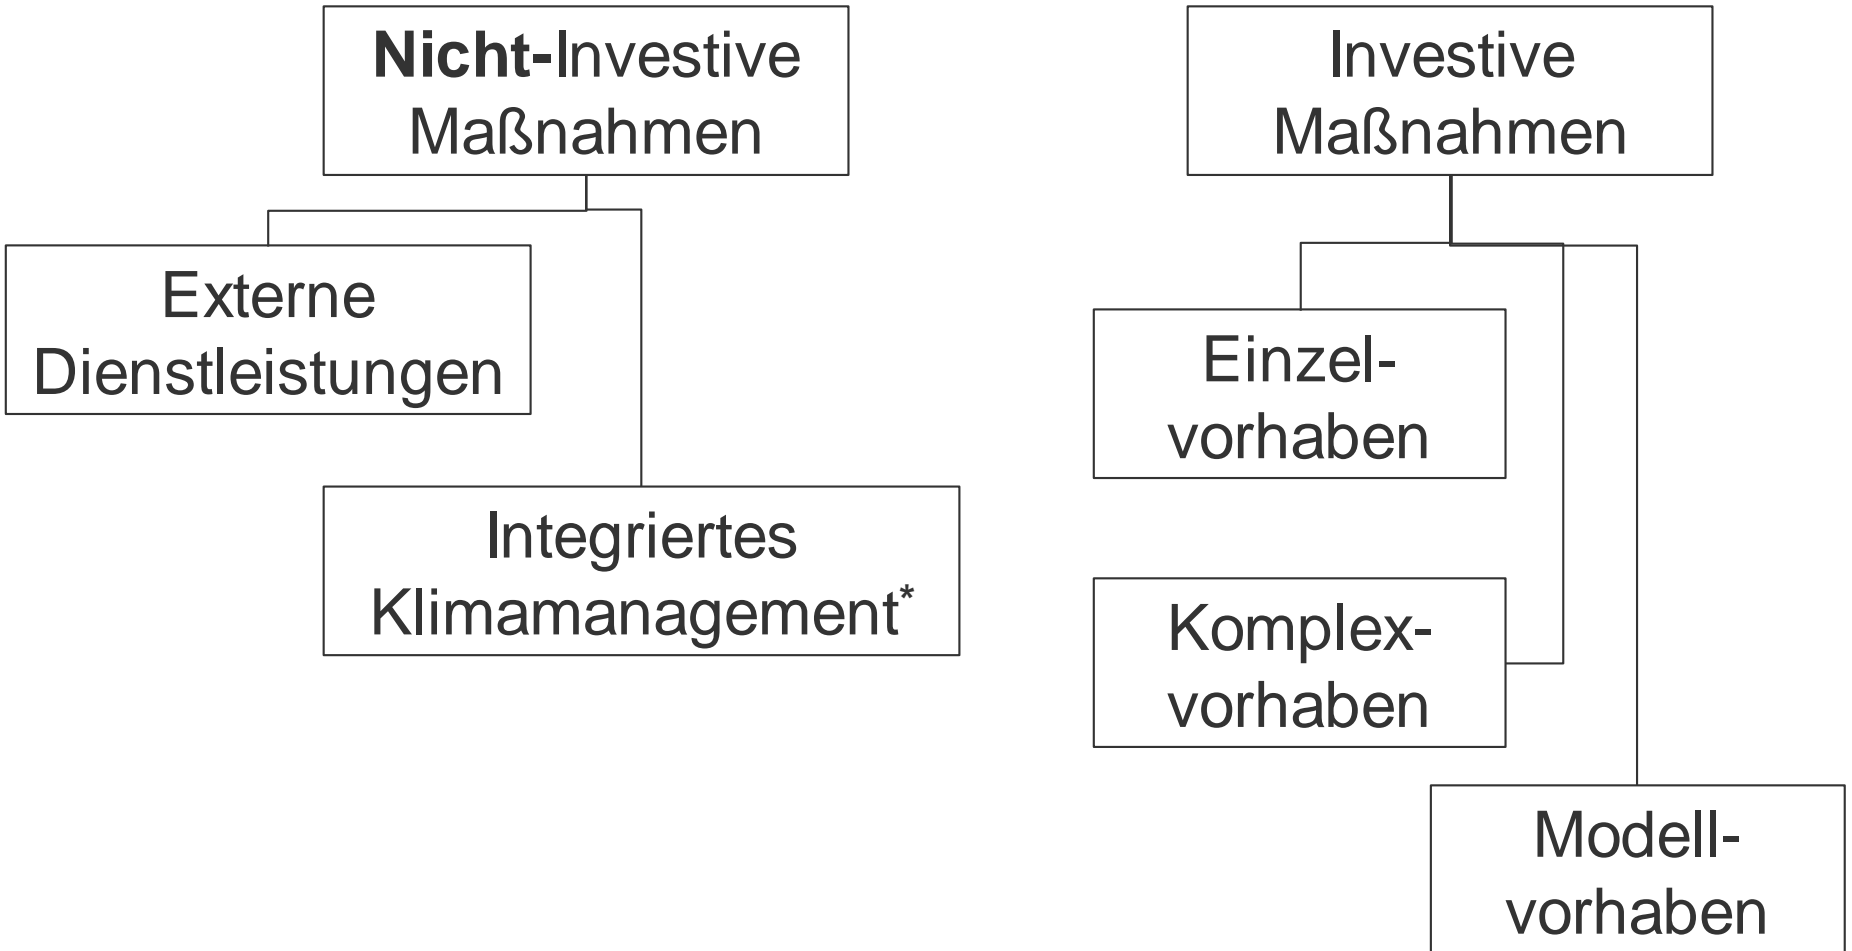 Nicht-Investive
Maßnahmen
Externe
Dienstleistungen
Integriertes
Klimamanagement*
Investive
Maßnahmen
Einzel-
vorhaben
Komplex-
vorhaben
Modell-
vorhaben